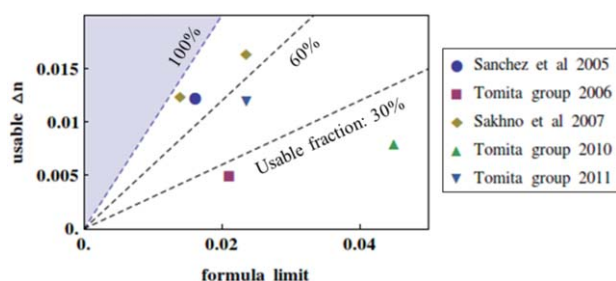 usable Δn
0.015
0.01
0.005
0.
100%
60%
Usable fraction: 30%
0.
0.02
0.04
formula limit
Sanchez et al 2005
Tomita group 2006
Sakhno et al 2007
Tomita group 2010
Tomita group 2011